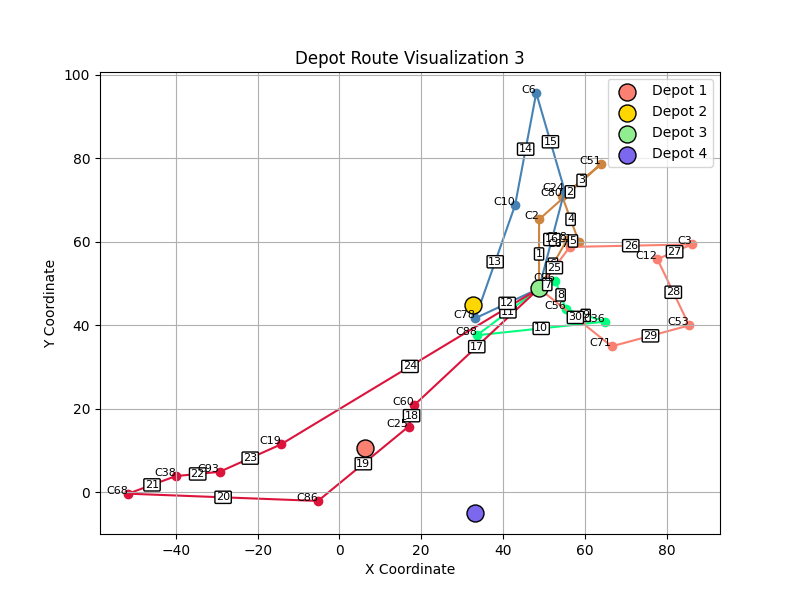 Depot Route Visualization 3
Depot 1
Depot 2
Depot 3
Depot 4
100
80
60
40
20
0
Y Coordinate
−40
−20
0
20
40
60
80
X Coordinate
C6
15
14
C51
3
C24
2
C80
C10
C2
4
5
26
C3
27
C12
1
13
25
7
8
28
12
11
C78
C56
30
C36
C53
C88
10
29
C71
17
24
C60
18
C25
C19
23
19
C93
22
C38
21
C68
20
C86